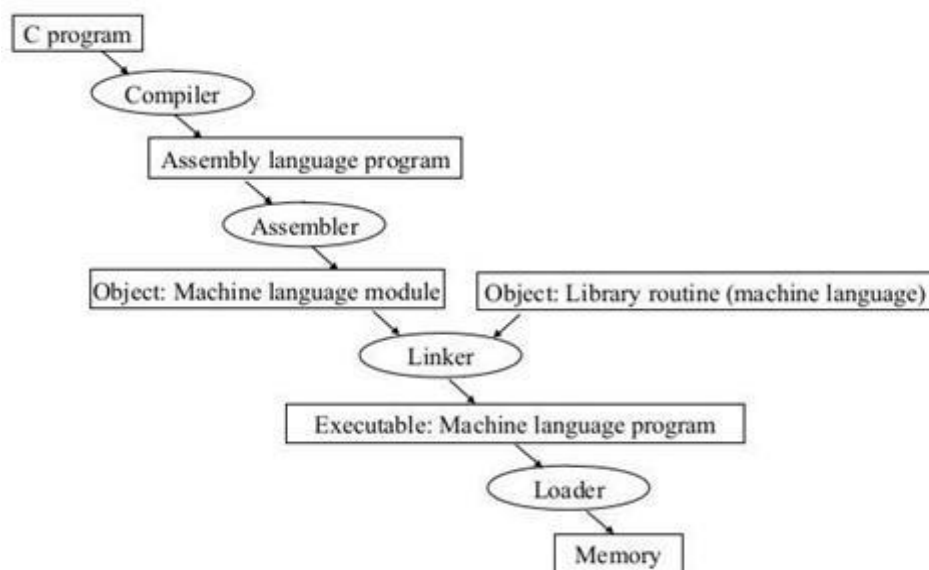 C program
Compiler
Assembly language program
Assembler
Object: Machine language module
Object: Library routine (machine language)
Linker
Executable: Machine language program
Loader
Memory